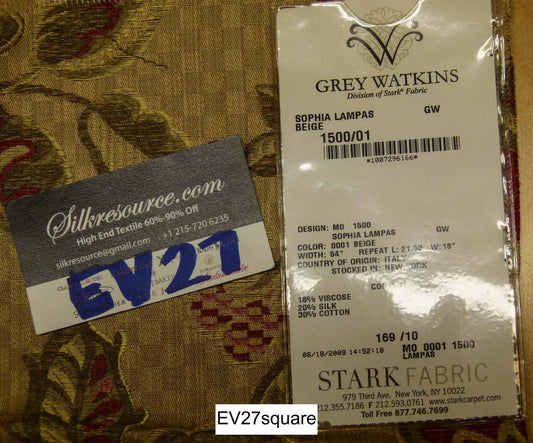 Silkresource.com
High End Textile 60%-90% Off
silkresource@gmail.com +1 215-720 6235
EV27
W
GREY WATKINS
Division of Stark® Fabric
SOPHIA LAMPAS GW
BEIGE
1500/01
*1007296166*
DESIGN: MO 1500
SOPHIA LAMPAS GW
COLOR: 0001 BEIGE
WIDTH: 54" REPEAT L: 21.50 W:18"
COUNTRY OF ORIGIN: ITALY
STOCKED IN: NEW YORK
18% VISCOSE
20% SILK
30% COTTON
169 /10
06/18/2009 14:52:10 MO 0001 1500
LAMPAS
STARK FABRIC
979 Third Ave. New York, NY 10022
212.355.7186 F 212.593.0761 www.starkcarpet.com
Toll Free 877.746.7699
EV27square